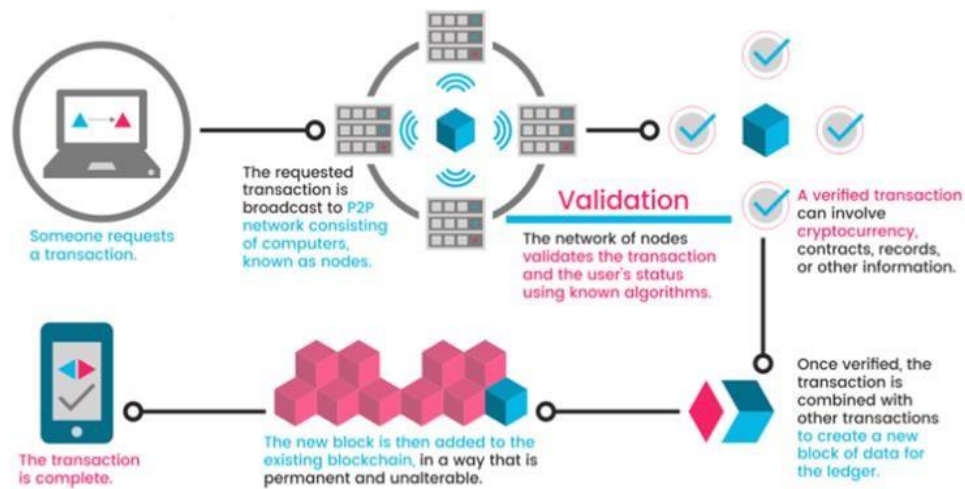 Someone requests
a transaction.
The requested
transaction is
broadcast to P2P
network consisting
of computers,
known as nodes.
Validation
The network of nodes
validates the transaction
and the user's status
using known algorithms.
A verified transaction
can involve
cryptocurrency,
contracts, records,
or other information.
Once verified, the
transaction is
combined with
other transactions
to create a new
block of data for
the ledger.
The new block is then added to the
existing blockchain, in a way that is
permanent and unalterable.
The transaction
is complete.